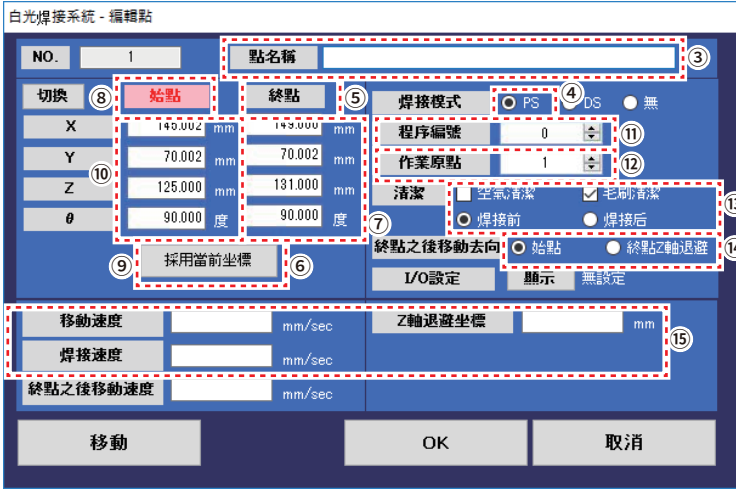 白光焊接系統 - 編輯點
NO. 1 點名稱 ③
切換 ⑧ 始點 終點 ⑤ 焊接模式 PS ④ DS 無
X 145.002 mm 149.000 mm 程序編號 0 ⑪
Y 70.002 mm 70.002 mm 作業原點 1 ⑫
⑩
Z 125.000 mm 131.000 mm 清潔 空氣清潔 毛刷清潔 ⑬
θ 90.000 度 90.000 度 ⑦ 焊接前 焊接后
⑨ 採用當前坐標 ⑥ 終點之後移動去向 始點 終點Z軸退避 ⑭
I/O設定 顯示 無設定
移動速度 mm/sec Z軸退避坐標 mm ⑮
焊接速度 mm/sec
終點之後移動速度 mm/sec
移動 OK 取消